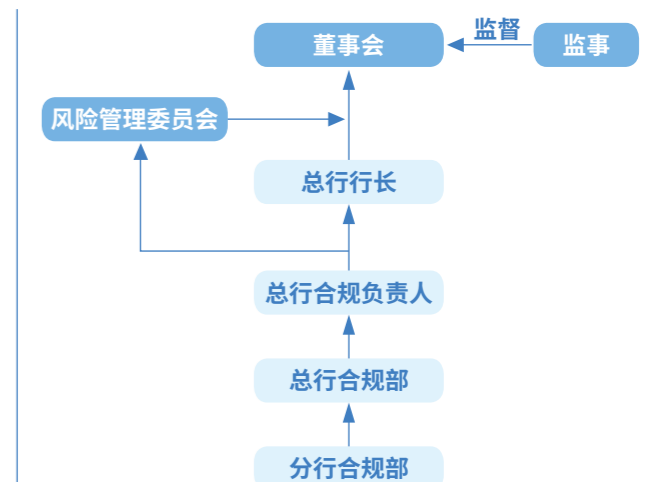 监督
董事会
监事
风险管理委员会
总行行长
总行合规负责人
总行合规部
分行合规部